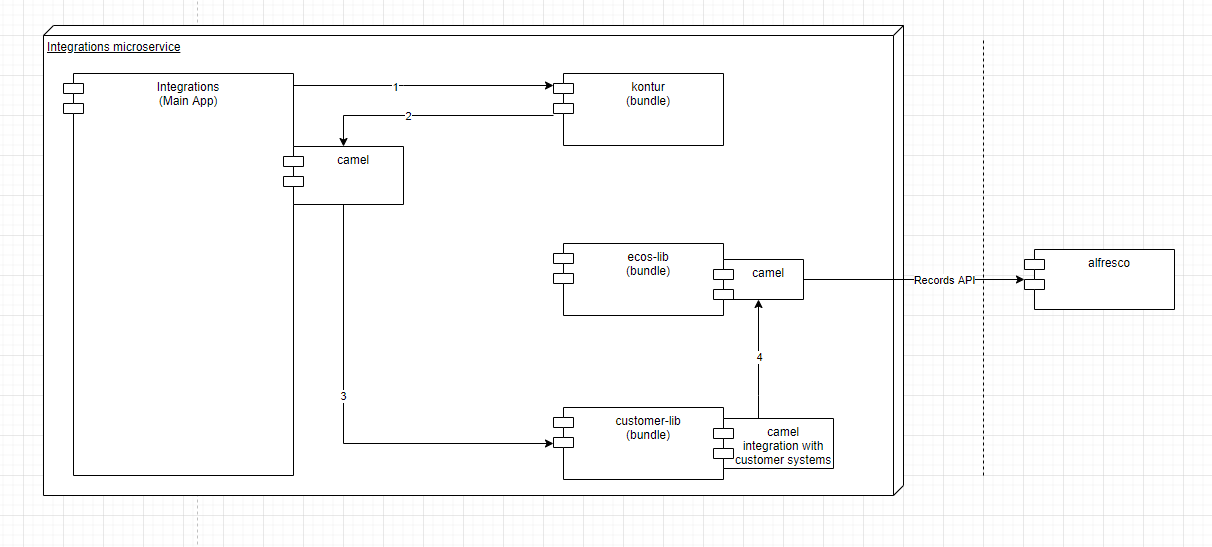 Integrations microservice
Integrations
(Main App)
1
kontur
(bundle)
2
camel
ecos-lib
(bundle)
camel
Records API
alfresco
3
4
customer-lib
(bundle)
camel
integration with
customer systems